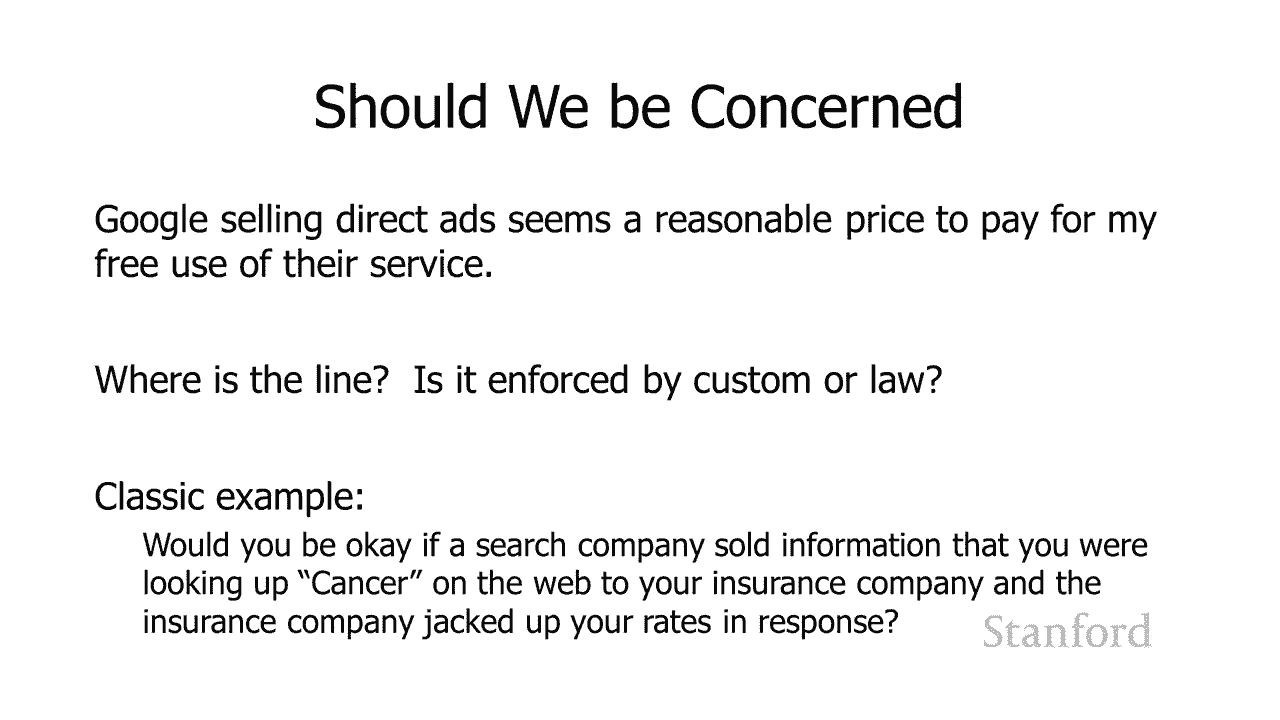 Should We be Concerned
Google selling direct ads seems a reasonable price to pay for my
free use of their service.
Where is the line?  Is it enforced by custom or law?
Classic example:
Would you be okay if a search company sold information that you were
looking up “Cancer” on the web to your insurance company and the
insurance company jacked up your rates in response?
Stanford